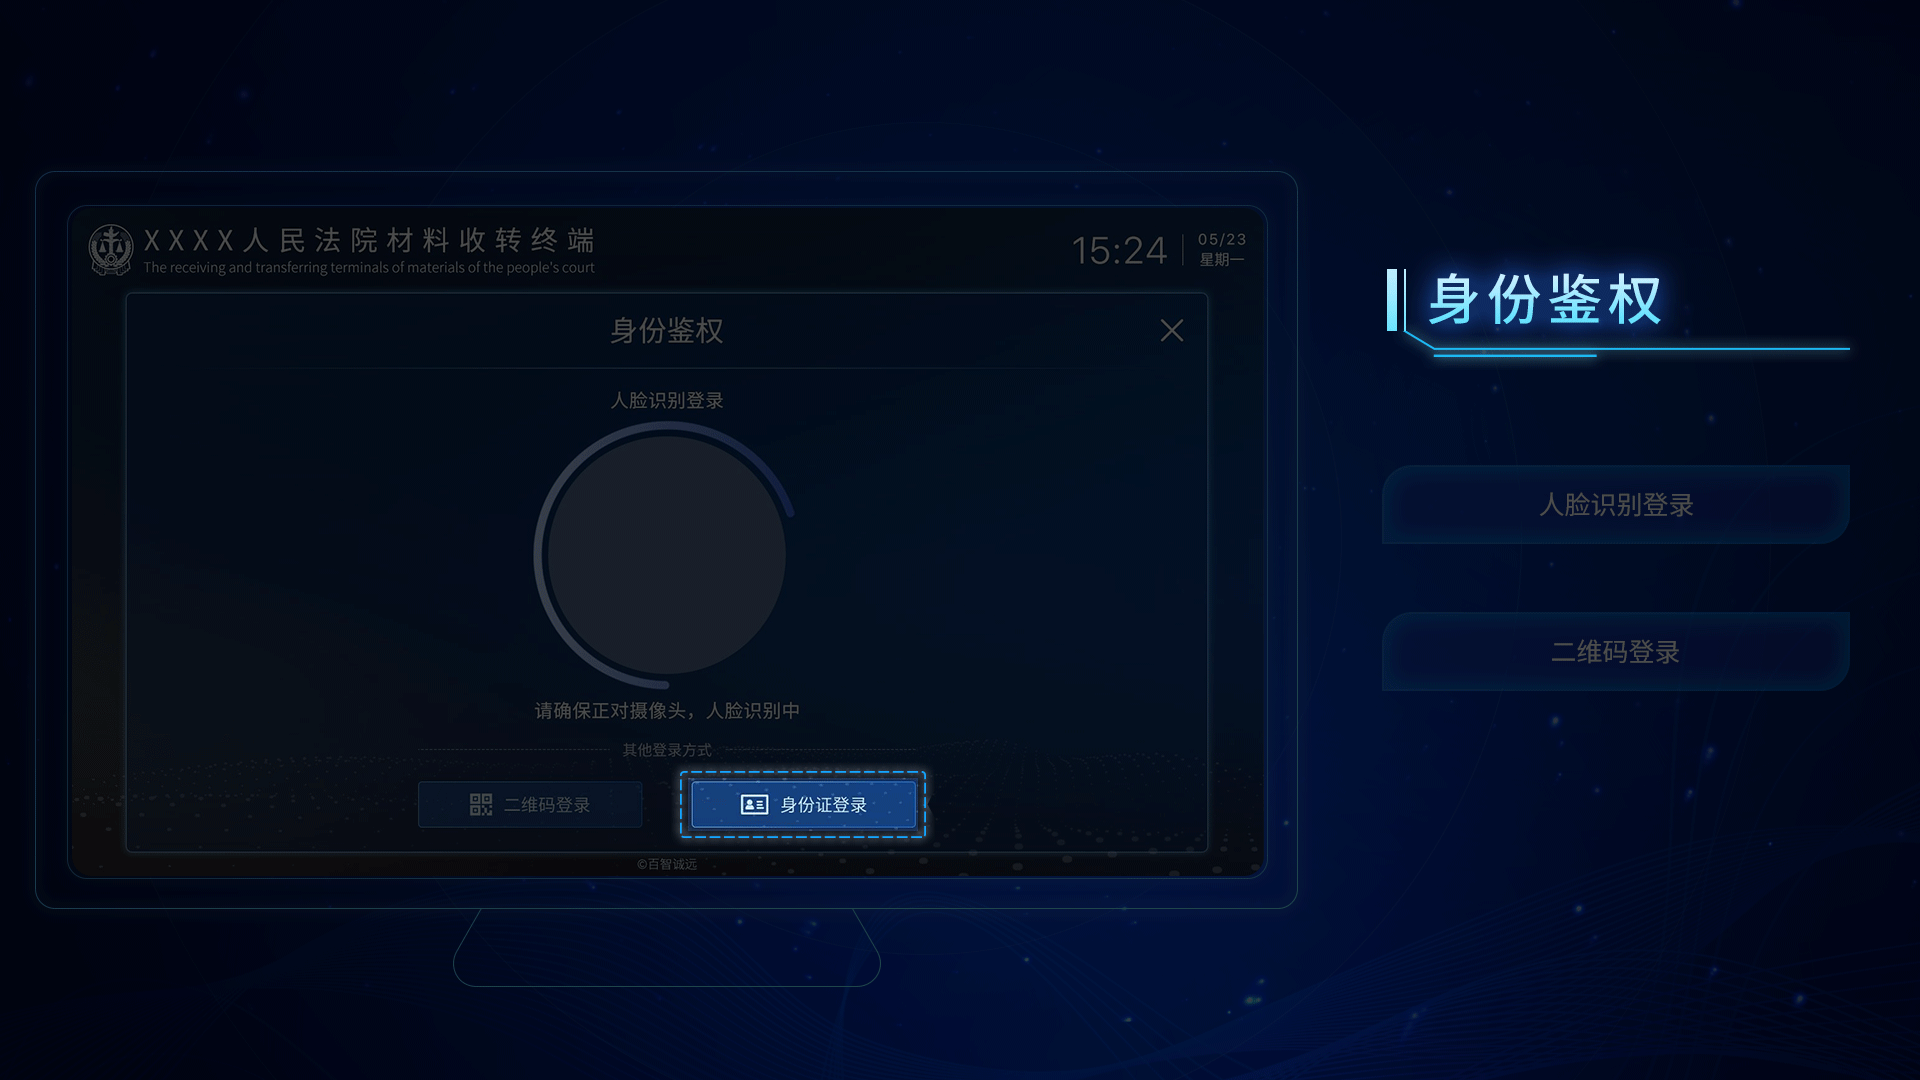 XXXX人民法院材料收转终端
The receiving and transferring terminals of materials of the people's court
15:24
05/23
星期一
身份鉴权
人脸识别登录
请确保正对摄像头，人脸识别中
其他登录方式
二维码登录
身份证登录
©百智诚远
身份鉴权
人脸识别登录
二维码登录